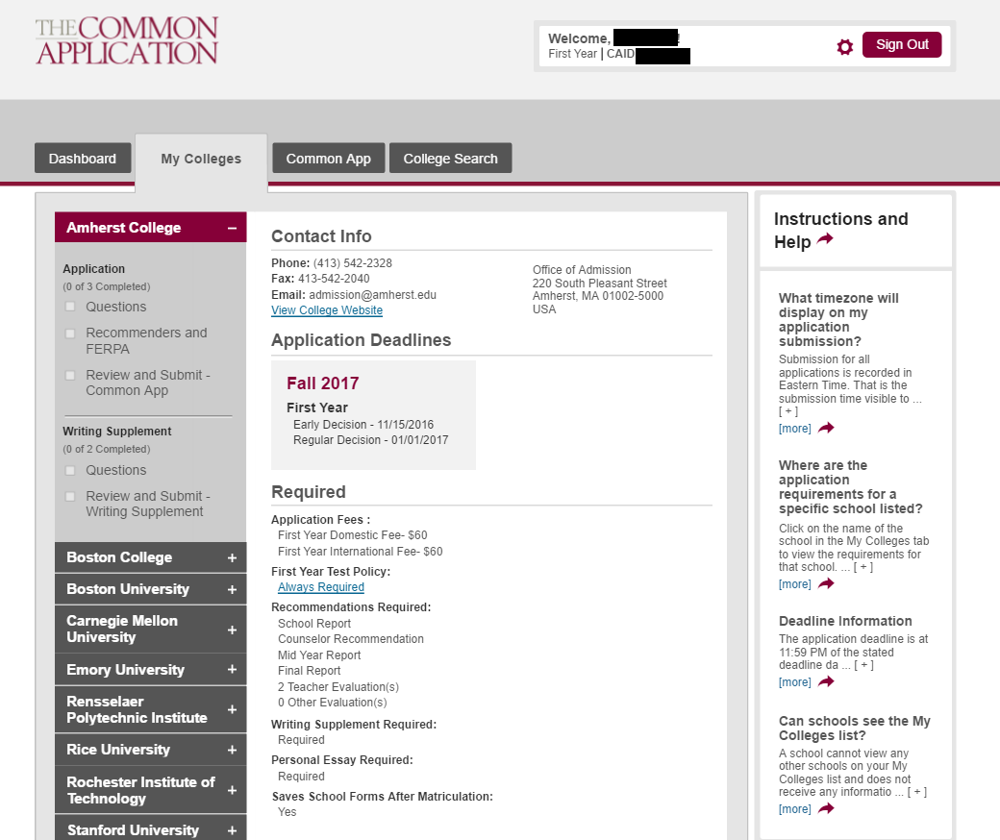 THE COMMON
APPLICATION
Welcome, !
First Year | CAID
Sign Out
Dashboard
My Colleges
Common App
College Search
Amherst College –
Application
(0 of 3 Completed)
Questions
Recommenders and
FERPA
Review and Submit -
Common App
Writing Supplement
(0 of 2 Completed)
Questions
Review and Submit -
Writing Supplement
Boston College +
Boston University +
Carnegie Mellon
University +
Emory University +
Rensselaer
Polytechnic Institute +
Rice University +
Rochester Institute of
Technology +
Stanford University +
Contact Info
Phone: (413) 542-2328
Fax: 413-542-2040
Email: admission@amherst.edu
View College Website
Office of Admission
220 South Pleasant Street
Amherst, MA 01002-5000
USA
Application Deadlines
Fall 2017
First Year
Early Decision - 11/15/2016
Regular Decision - 01/01/2017
Required
Application Fees :
First Year Domestic Fee- $60
First Year International Fee- $60
First Year Test Policy:
Always Required
Recommendations Required:
School Report
Counselor Recommendation
Mid Year Report
Final Report
2 Teacher Evaluation(s)
0 Other Evaluation(s)
Writing Supplement Required:
Required
Personal Essay Required:
Required
Saves School Forms After Matriculation:
Yes
Instructions and
Help
What timezone will
display on my
application
submission?
Submission for all
applications is recorded in
Eastern Time. That is the
submission time visible to ...
[ + ]
[more]
Where are the
application
requirements for a
specific school listed?
Click on the name of the
school in the My Colleges tab
to view the requirements for
that school. ... [ + ]
[more]
Deadline Information
The application deadline is at
11:59 PM of the stated
deadline da ... [ + ]
[more]
Can schools see the My
Colleges list?
A school cannot view any
other schools on your My
Colleges list and does not
receive any informatio ... [ + ]
[more]